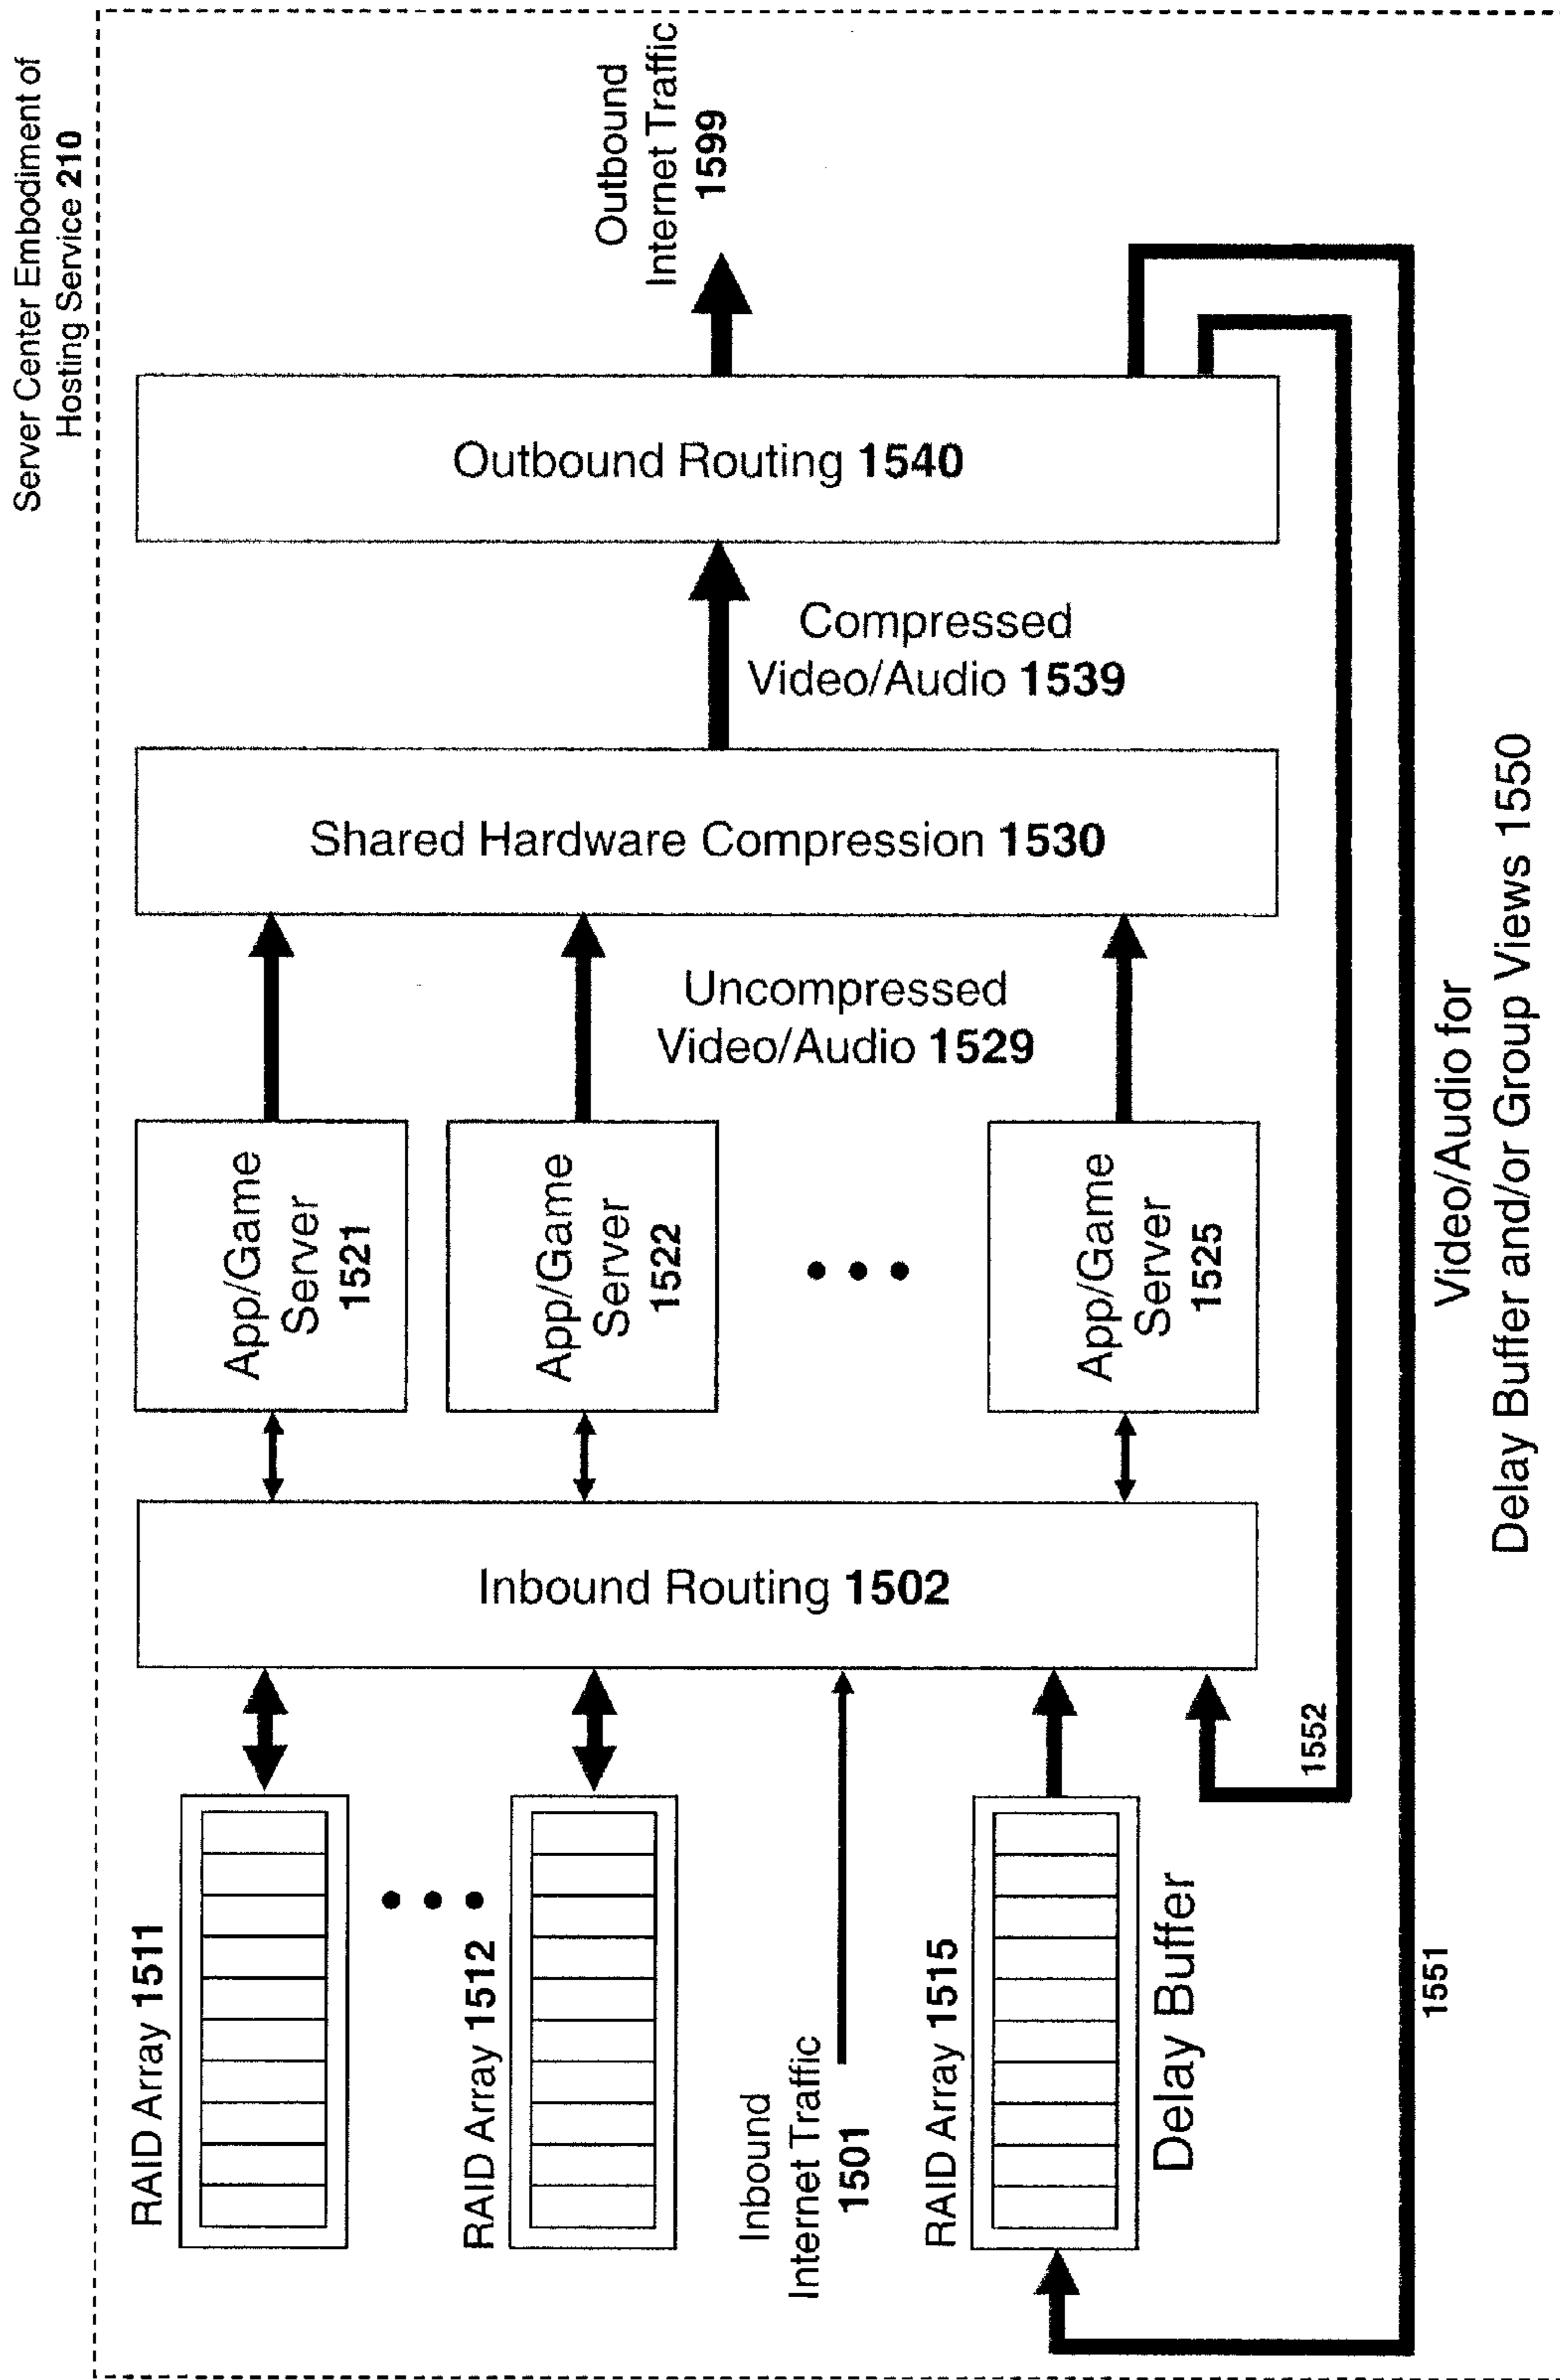 Server Center Embodiment of
Hosting Service 210
RAID Array 1511
RAID Array 1512
Inbound
Internet Traffic
1501
RAID Array 1515
Delay Buffer
Inbound Routing 1502
App/Game
Server
1521
App/Game
Server
1522
App/Game
Server
1525
Uncompressed
Video/Audio 1529
Shared Hardware Compression 1530
Compressed
Video/Audio 1539
Outbound Routing 1540
Outbound
Internet Traffic
1599
1552
1551
Video/Audio for
Delay Buffer and/or Group Views 1550